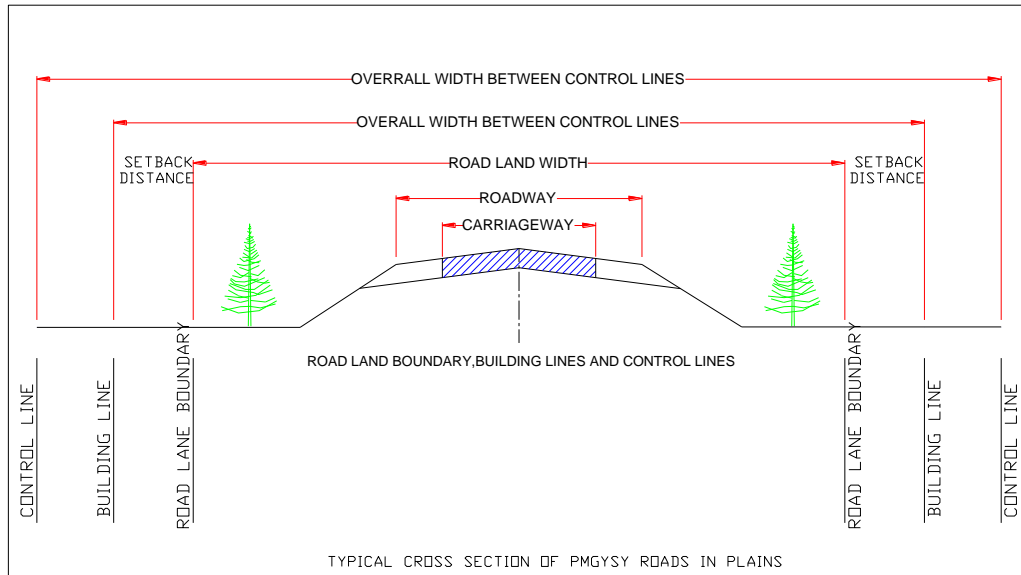 OVERRALL WIDTH BETWEEN CONTROL LINES
OVERALL WIDTH BETWEEN CONTROL LINES
SETBACK
DISTANCE
ROAD LAND WIDTH
SETBACK
DISTANCE
ROADWAY
CARRIAGEWAY
ROAD LAND BOUNDARY,BUILDING LINES AND CONTROL LINES
CONTROL LINE
BUILDING LINE
ROAD LANE BOUNDARY
ROAD LANE BOUNDARY
BUILDING LINE
CONTROL LINE
TYPICAL CROSS SECTION OF PMGYSY ROADS IN PLAINS